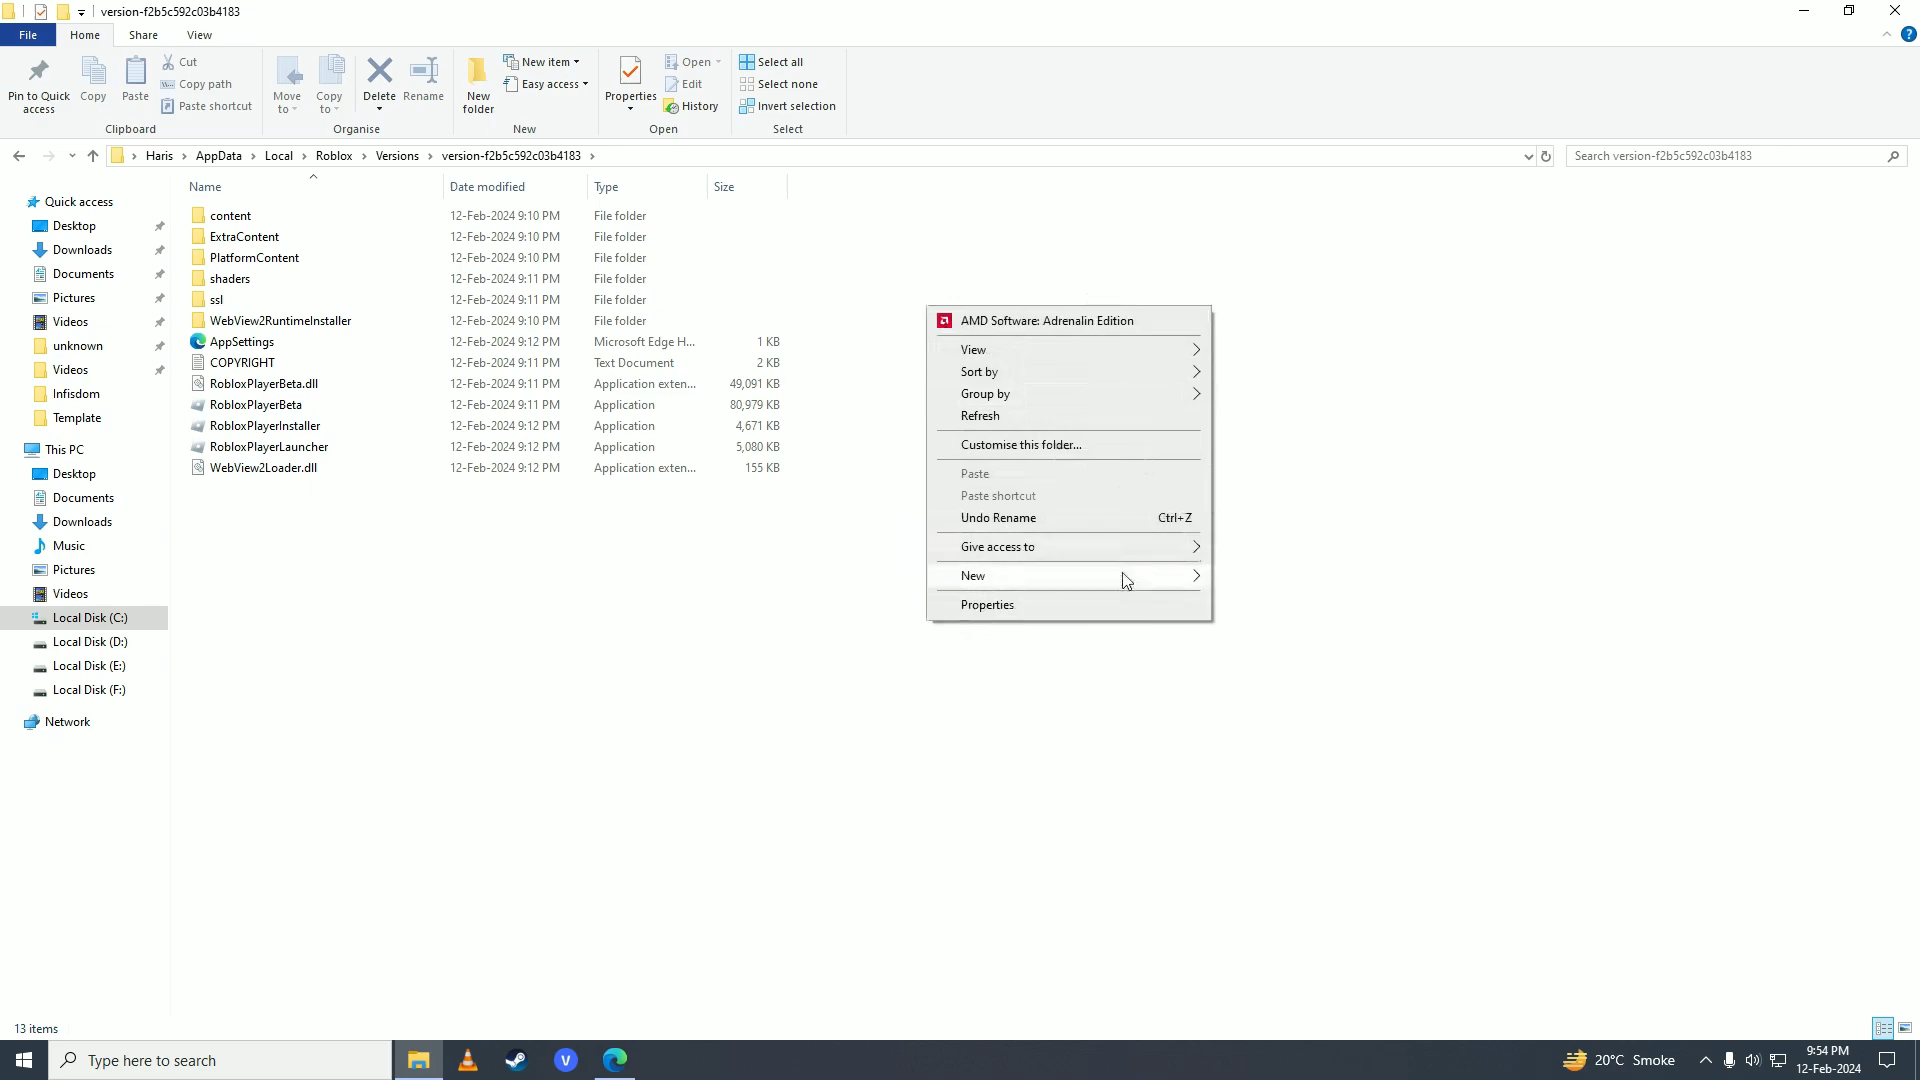 version-f2b5c592c03b4183
File Home Share View
Pin to Quick access
Copy
Paste
Cut
Copy path
Paste shortcut
Clipboard
Move to
Copy to
Delete
Rename
Organise
New folder
New item
Easy access
New
Properties
Open
Edit
History
Open
Select all
Select none
Invert selection
Select
Haris AppData Local Roblox Versions version-f2b5c592c03b4183
Search version-f2b5c592c03b4183
Quick access
Desktop
Downloads
Documents
Pictures
Videos
unknown
Videos
Infisdom
Template
This PC
Desktop
Documents
Downloads
Music
Pictures
Videos
Local Disk (C:)
Local Disk (D:)
Local Disk (E:)
Local Disk (F:)
Network
Name Date modified Type Size
content 12-Feb-2024 9:10 PM File folder
ExtraContent 12-Feb-2024 9:10 PM File folder
PlatformContent 12-Feb-2024 9:10 PM File folder
shaders 12-Feb-2024 9:11 PM File folder
ssl 12-Feb-2024 9:11 PM File folder
WebView2RuntimeInstaller 12-Feb-2024 9:10 PM File folder
AppSettings 12-Feb-2024 9:12 PM Microsoft Edge H... 1 KB
COPYRIGHT 12-Feb-2024 9:11 PM Text Document 2 KB
RobloxPlayerBeta.dll 12-Feb-2024 9:11 PM Application exten... 49,091 KB
RobloxPlayerBeta 12-Feb-2024 9:11 PM Application 80,979 KB
RobloxPlayerInstaller 12-Feb-2024 9:12 PM Application 4,671 KB
RobloxPlayerLauncher 12-Feb-2024 9:12 PM Application 5,080 KB
WebView2Loader.dll 12-Feb-2024 9:12 PM Application exten... 155 KB
AMD Software: Adrenalin Edition
View
Sort by
Group by
Refresh
Customise this folder...
Paste
Paste shortcut
Undo Rename Ctrl+Z
Give access to
New
Properties
13 items
Type here to search
V
20°C Smoke
9:54 PM
12-Feb-2024